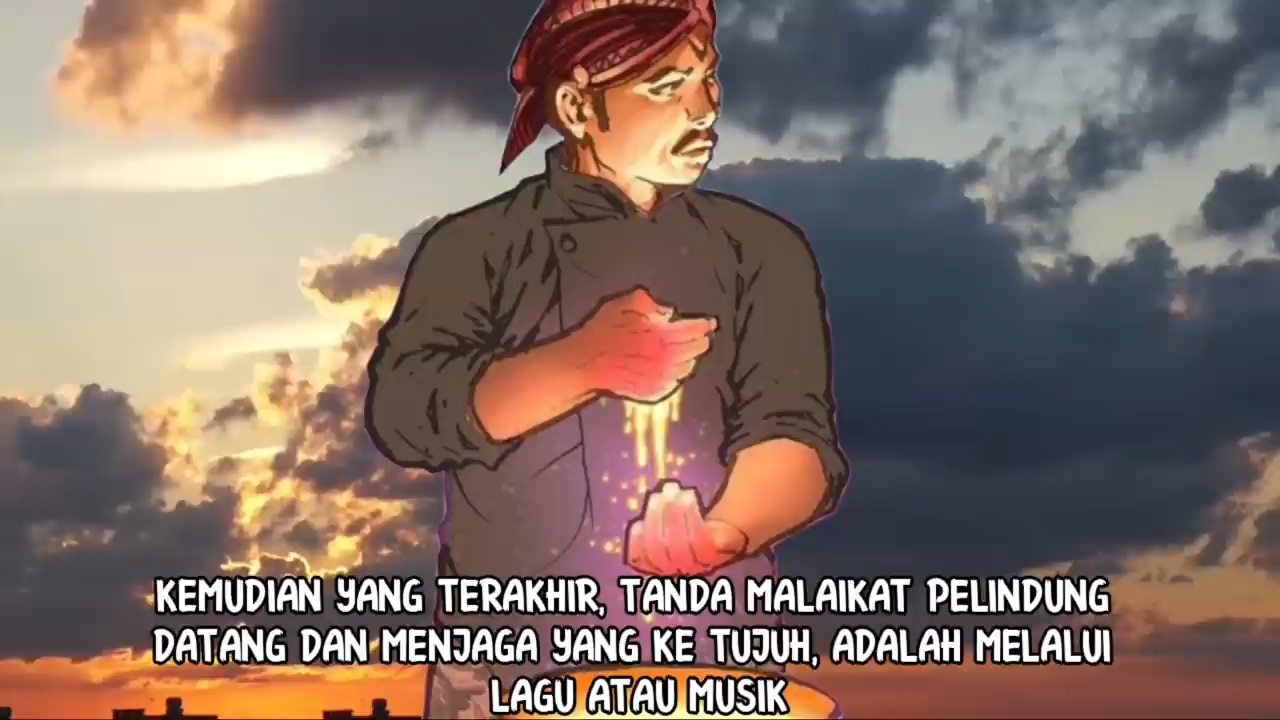 KEMUDIAN YANG TERAKHIR, TANDA MALAIKAT PELINDUNG
DATANG DAN MENJAGA YANG KE TUJUH, ADALAH MELALUI
LAGU ATAU MUSIK